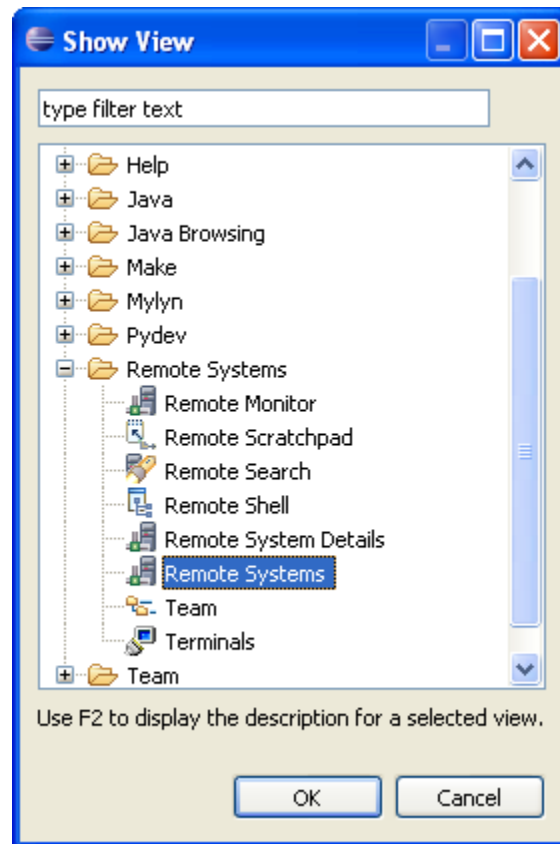 Show View
type filter text
Help
Java
Java Browsing
Make
Mylyn
Pydev
Remote Systems
Remote Monitor
Remote Scratchpad
Remote Search
Remote Shell
Remote System Details
Remote Systems
Team
Terminals
Team
Use F2 to display the description for a selected view.
OK Cancel